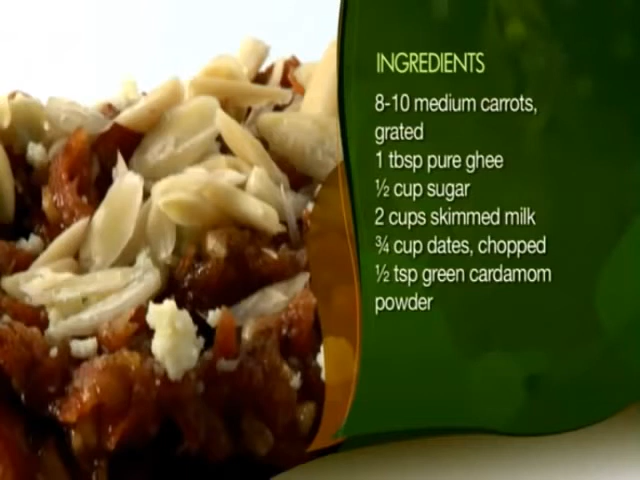 INGREDIENTS
8-10 medium carrots,
grated
1 tbsp pure ghee
½ cup sugar
2 cups skimmed milk
¾ cup dates, chopped
½ tsp green cardamom
powder